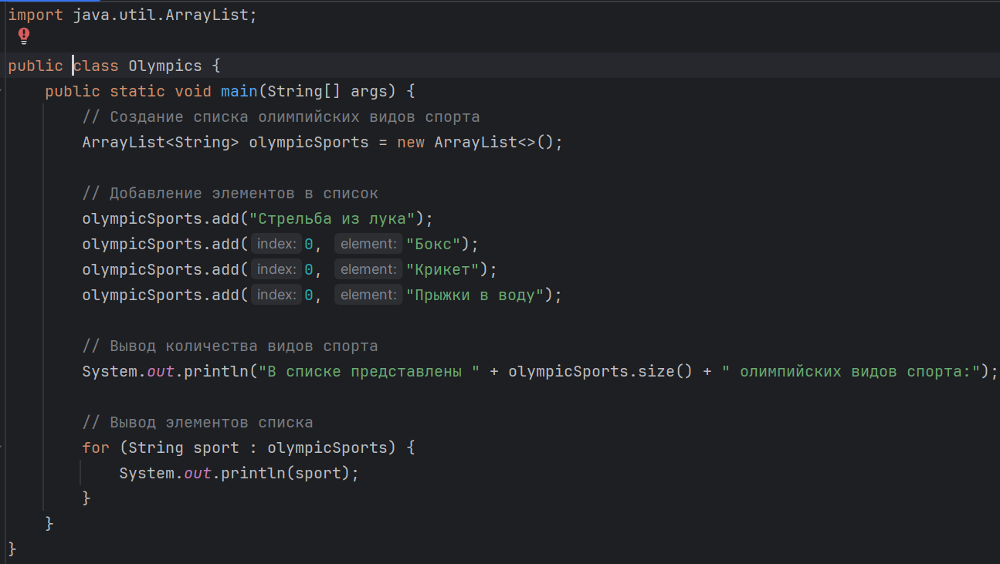 import java.util.ArrayList;
public class Olympics {
public static void main(String[] args) {
// Создание списка олимпийских видов спорта
ArrayList<String> olympicSports = new ArrayList<>();
// Добавление элементов в список
olympicSports.add("Стрельба из лука");
olympicSports.add( index: 0, element: "Бокс");
olympicSports.add( index: 0, element: "Крикет");
olympicSports.add( index: 0, element: "Прыжки в воду");
// Вывод количества видов спорта
System.out.println("В списке представлены " + olympicSports.size() + " олимпийских видов спорта:");
// Вывод элементов списка
for (String sport : olympicSports) {
System.out.println(sport);
}
}
}